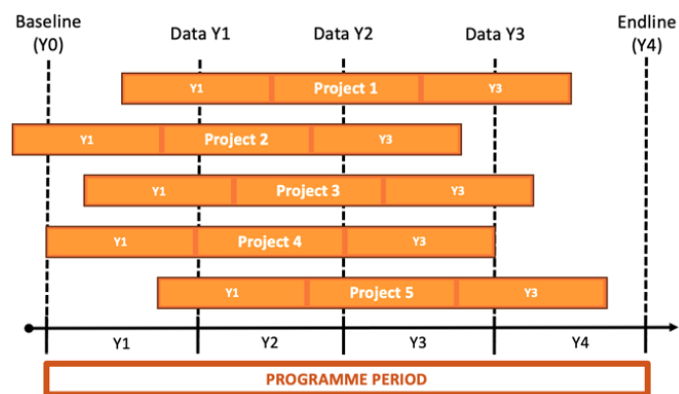 Baseline
(Y0)
Data Y1
Data Y2
Data Y3
Endline
(Y4)
Y1
Project 1
Y3
Y1
Project 2
Y3
Y1
Project 3
Y3
Y1
Project 4
Y3
Y1
Project 5
Y3
Y1
Y2
Y3
Y4
PROGRAMME PERIOD